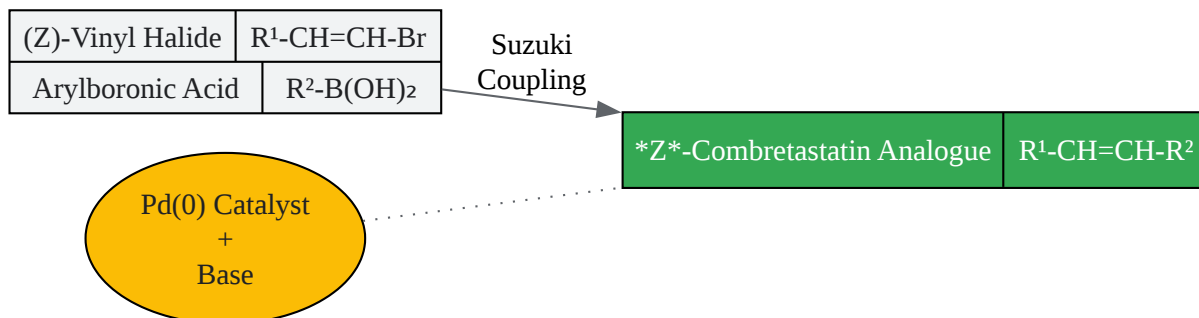 (Z)-Vinyl Halide R¹-CH=CH-Br
Arylboronic Acid R²-B(OH)₂
Suzuki
Coupling
*Z*-Combretastatin Analogue R¹-CH=CH-R²
Pd(0) Catalyst
+
Base